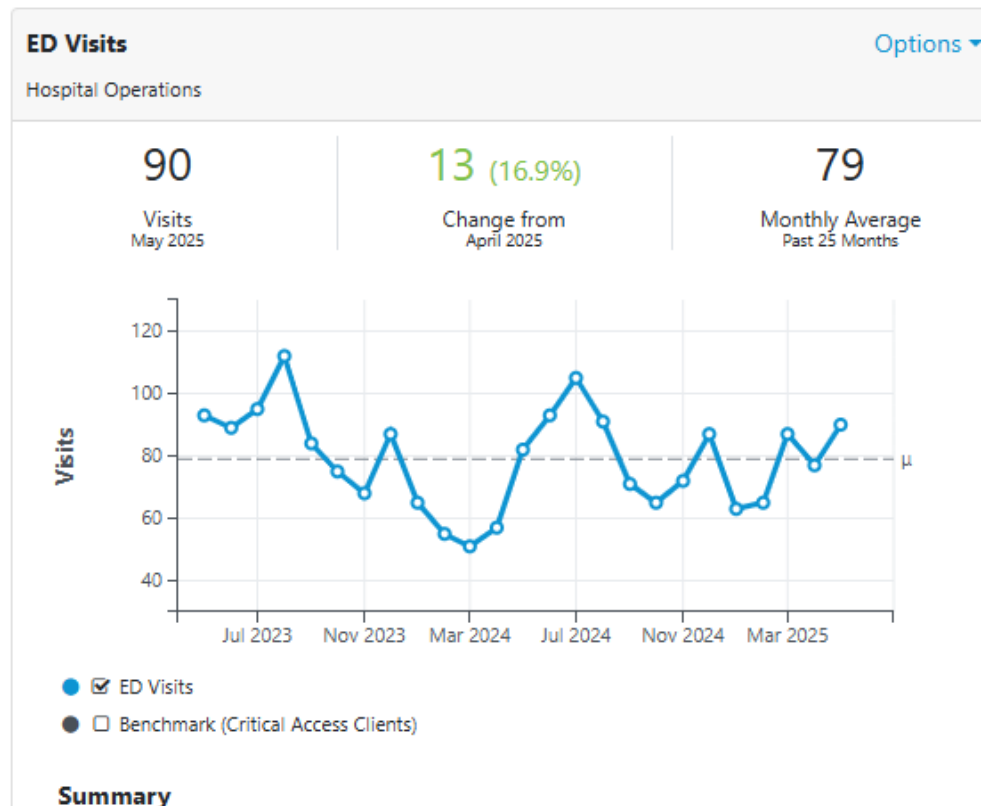 ED Visits
Options
Hospital Operations
90
Visits
May 2025
13 (16.9%)
Change from
April 2025
79
Monthly Average
Past 25 Months
Visits
120
100
80
60
40
μ
Jul 2023 Nov 2023 Mar 2024 Jul 2024 Nov 2024 Mar 2025
ED Visits
Benchmark (Critical Access Clients)
Summary